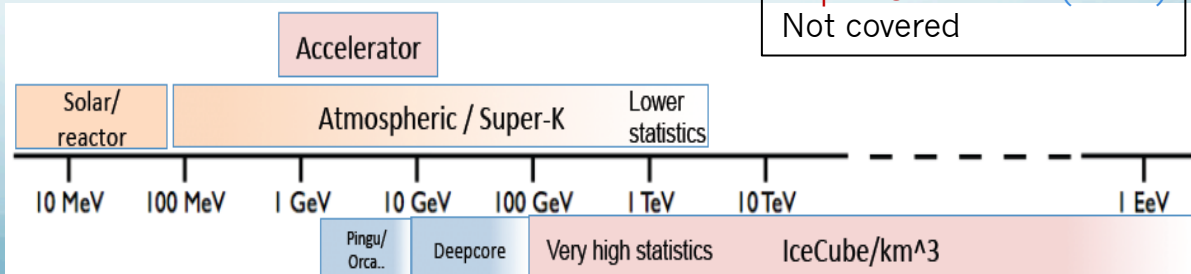 Not covered
Accelerator
Solar/
reactor
Atmospheric / Super-K
Lower
statistics
10 MeV 100 MeV 1 GeV 10 GeV 100 GeV 1 TeV 10 TeV 1 EeV
Pingu/
Orca..
Deepcore
Very high statistics
IceCube/km^3